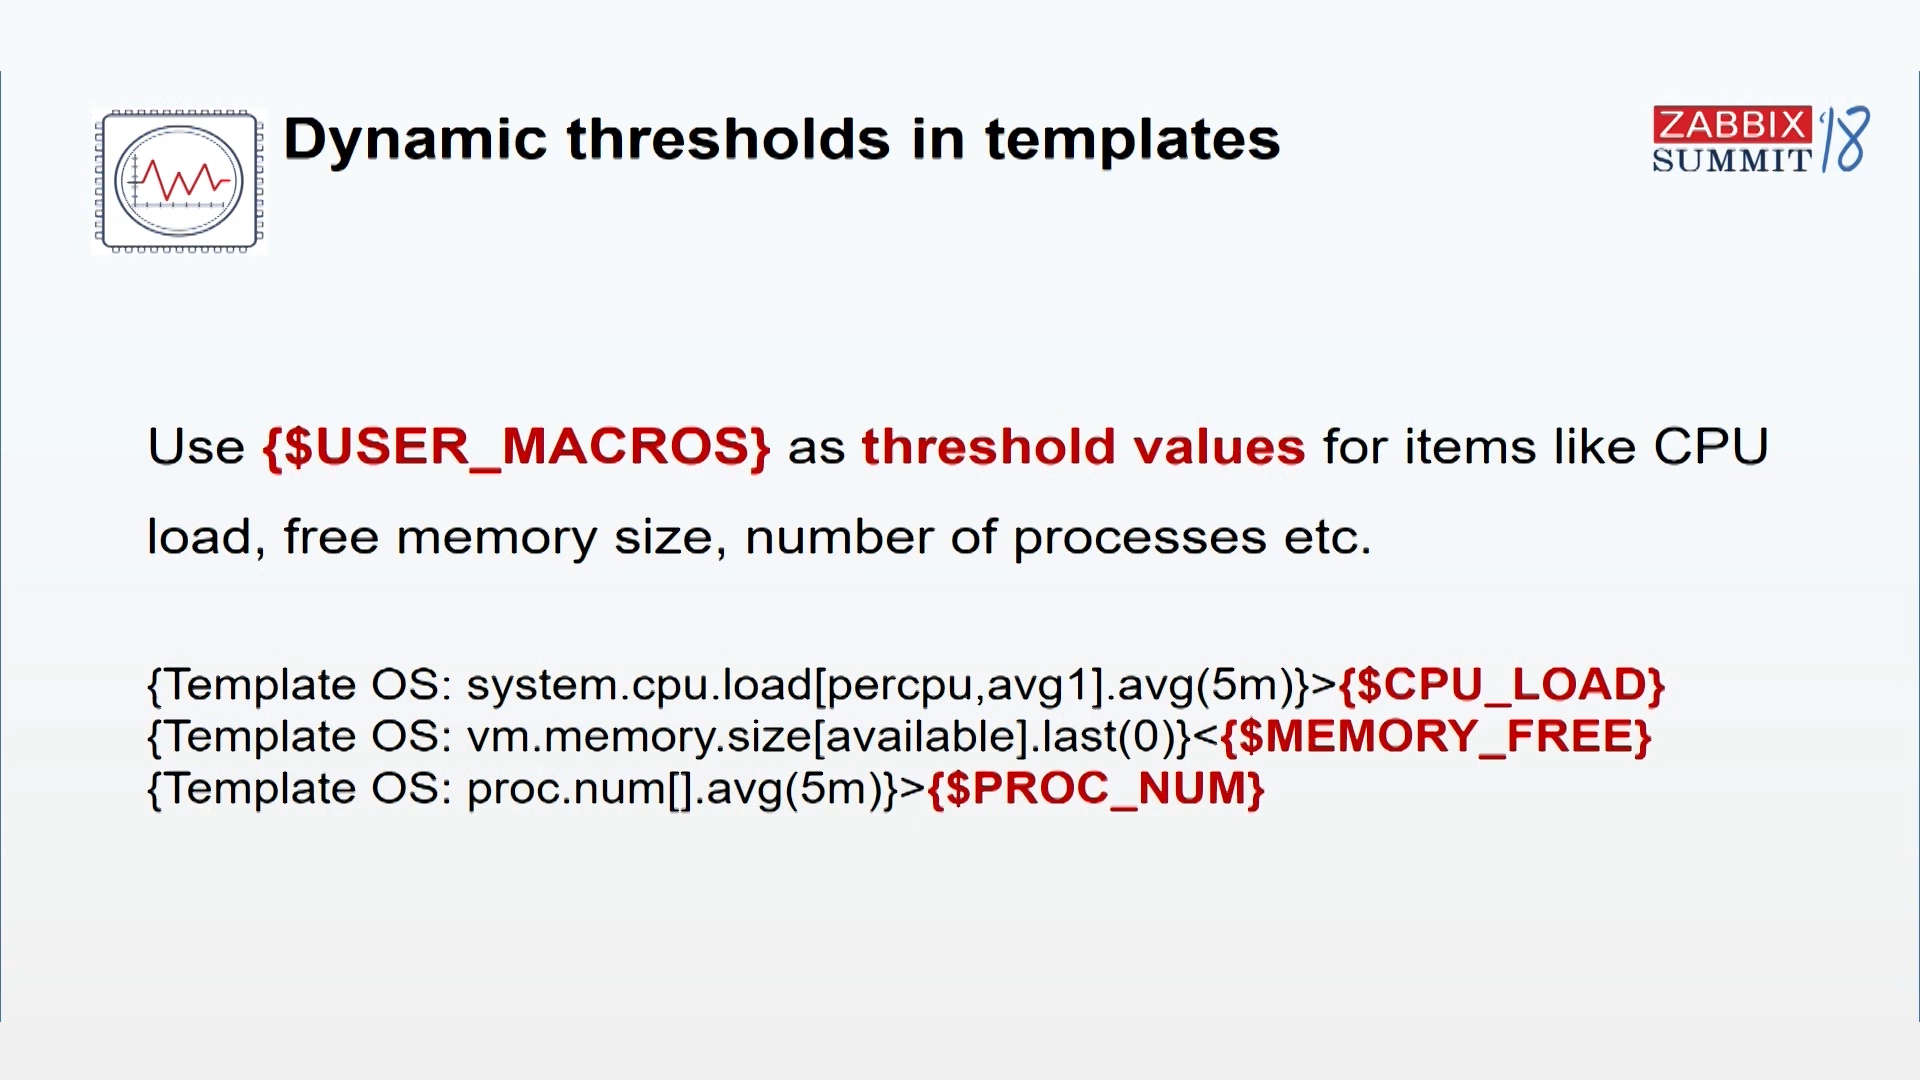 Dynamic thresholds in templates
ZABBIX '18
SUMMIT
Use {$USER_MACROS} as threshold values for items like CPU
load, free memory size, number of processes etc.
{Template OS: system.cpu.load[percpu,avg1].avg(5m)}>{$CPU_LOAD}
{Template OS: vm.memory.size[available].last(0)}<{$MEMORY_FREE}
{Template OS: proc.num[].avg(5m)}>{$PROC_NUM}